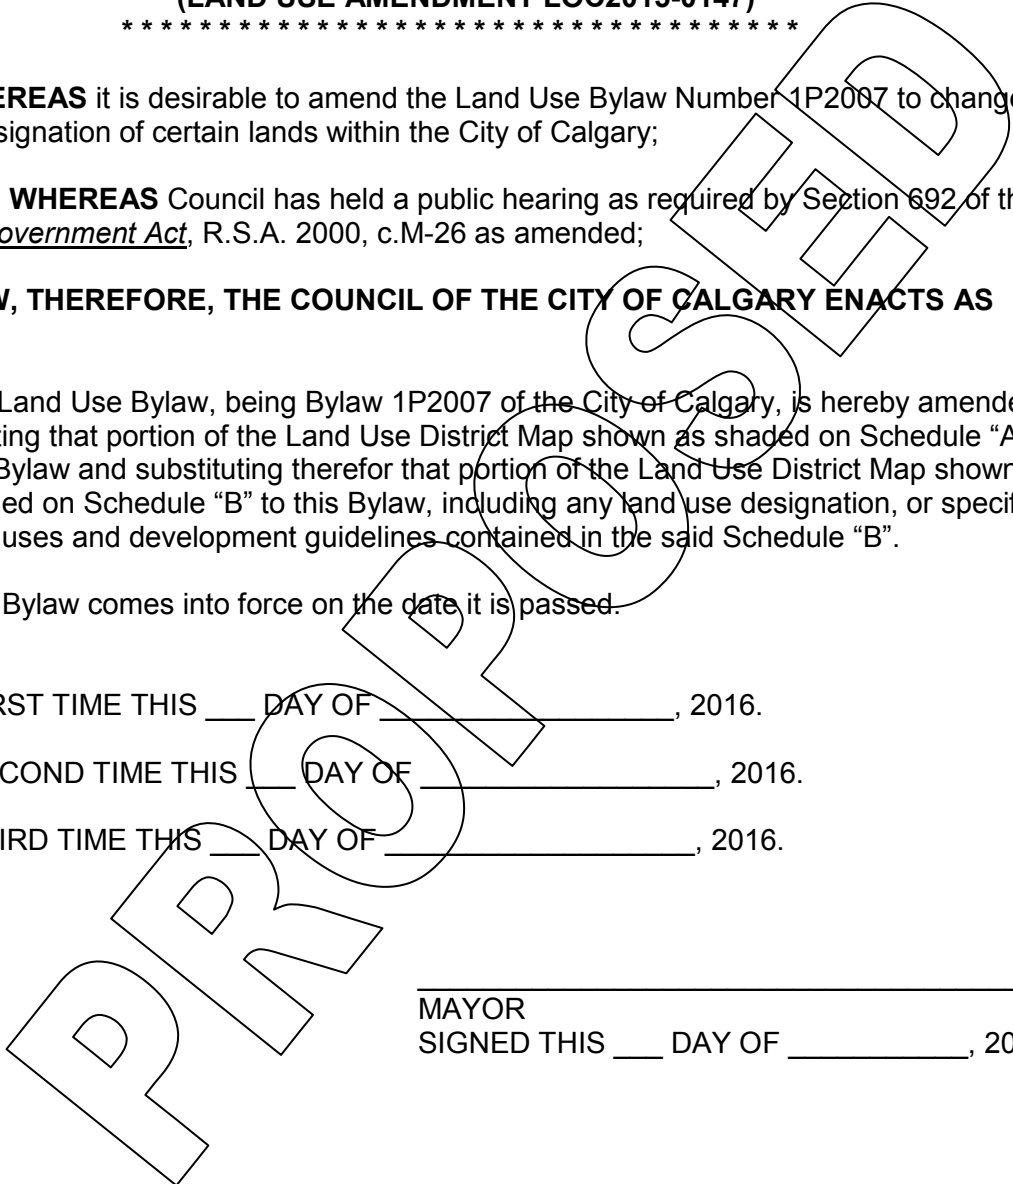 (LAND USE AMENDMENT LOC2015-0147)
* * * * * * * * * * * * * * * * * * * * * * * * * * * * * * * * * * *
EREAS it is desirable to amend the Land Use Bylaw Number 1P2007 to change
signation of certain lands within the City of Calgary;
WHEREAS Council has held a public hearing as required by Section 692 of th
overnment Act, R.S.A. 2000, c.M-26 as amended;
W, THEREFORE, THE COUNCIL OF THE CITY OF CALGARY ENACTS AS
Land Use Bylaw, being Bylaw 1P2007 of the City of Calgary, is hereby amende
ting that portion of the Land Use District Map shown as shaded on Schedule “A
Bylaw and substituting therefor that portion of the Land Use District Map shown
ed on Schedule “B” to this Bylaw, including any land use designation, or specif
uses and development guidelines contained in the said Schedule “B”.
Bylaw comes into force on the date it is passed.
RST TIME THIS ___ DAY OF __________________, 2016.
COND TIME THIS ___ DAY OF __________________, 2016.
IRD TIME THIS ___ DAY OF ___________________, 2016.
MAYOR
SIGNED THIS ___ DAY OF ___________, 20
PROPOSED